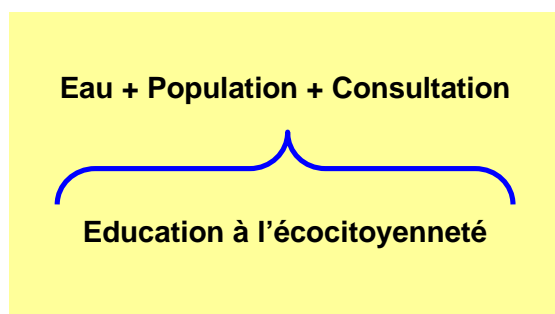 Eau + Population + Consultation
Education à l’écocitoyenneté